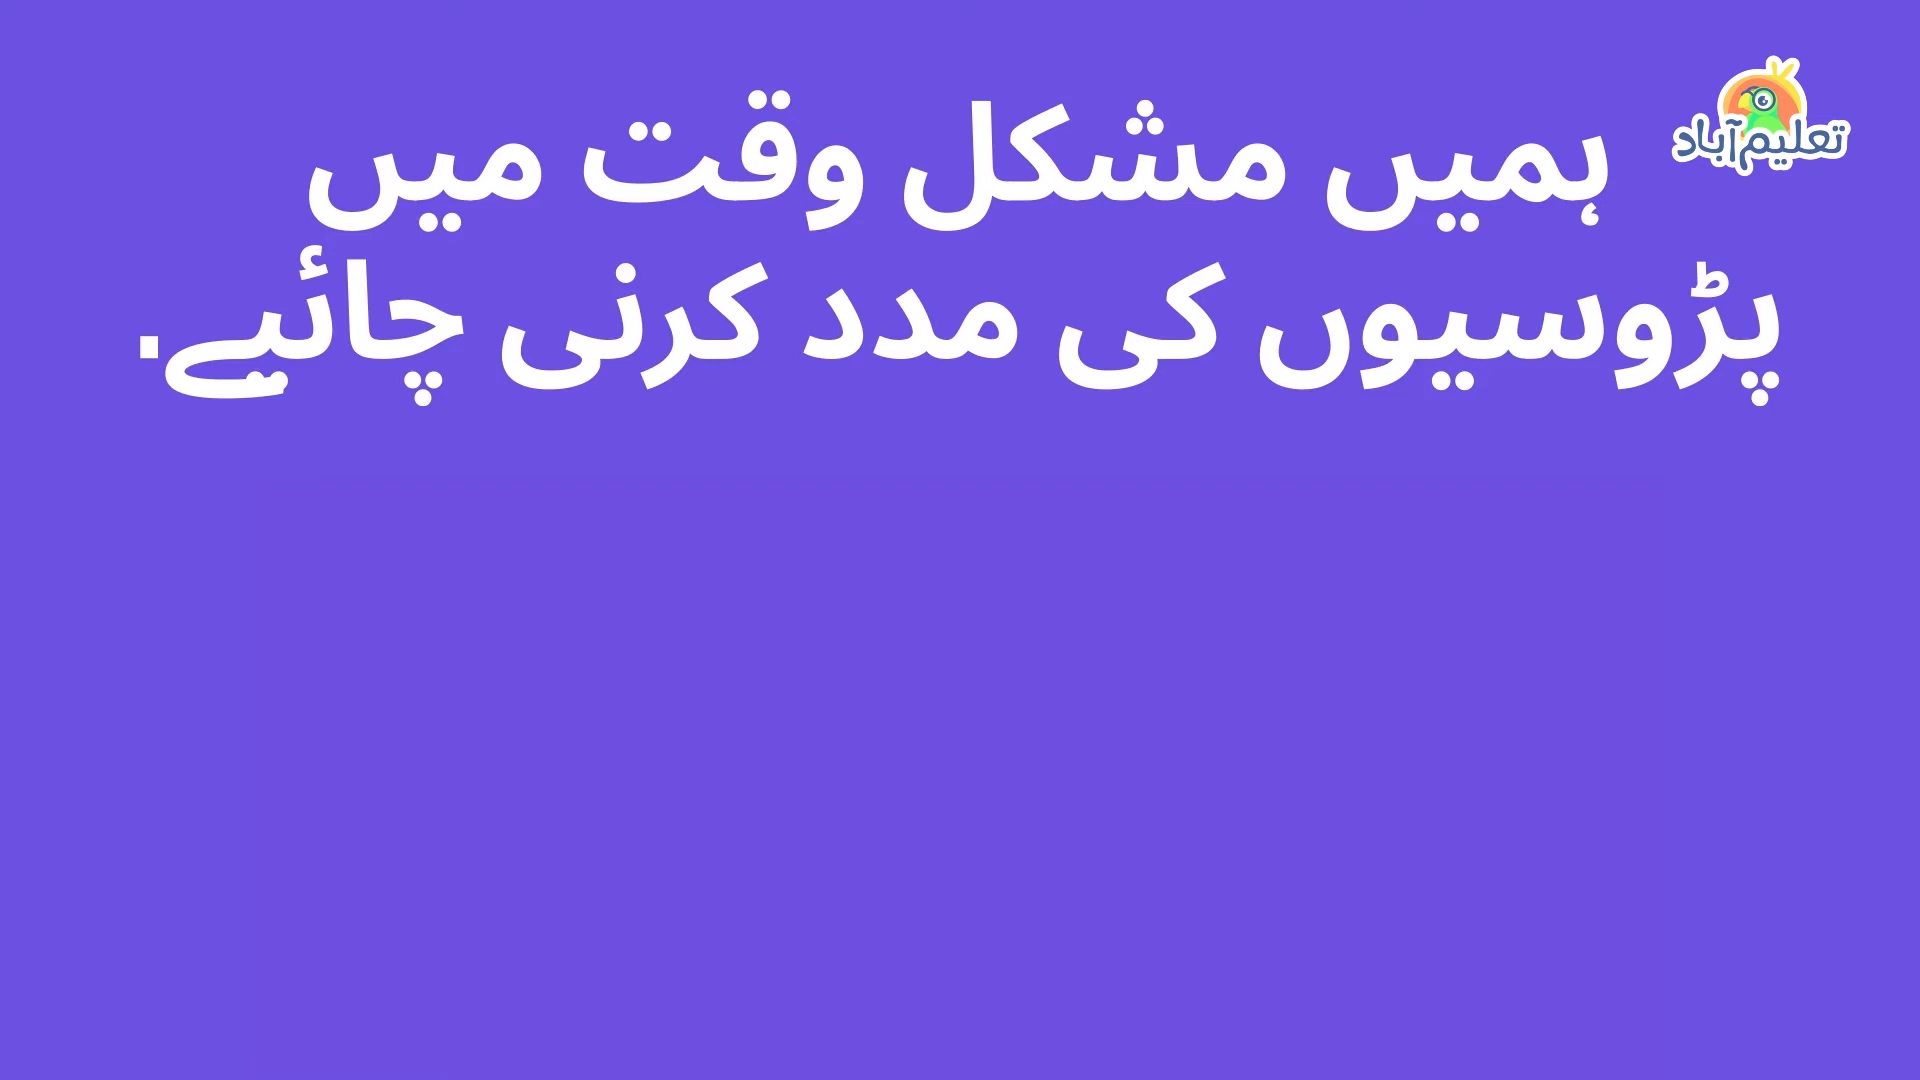 تعلیم آباد
ہمیں مشکل وقت میں
پڑوسیوں کی مدد کرنی چائیے.